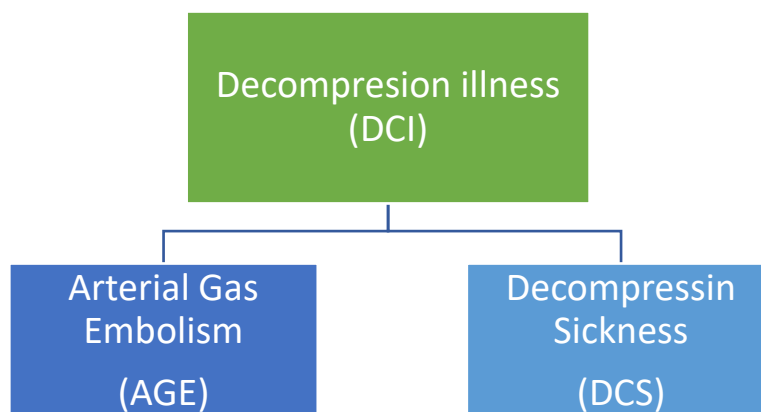 Decompresion illness
(DCI)
Arterial Gas
Embolism
(AGE)
Decompressin
Sickness
(DCS)